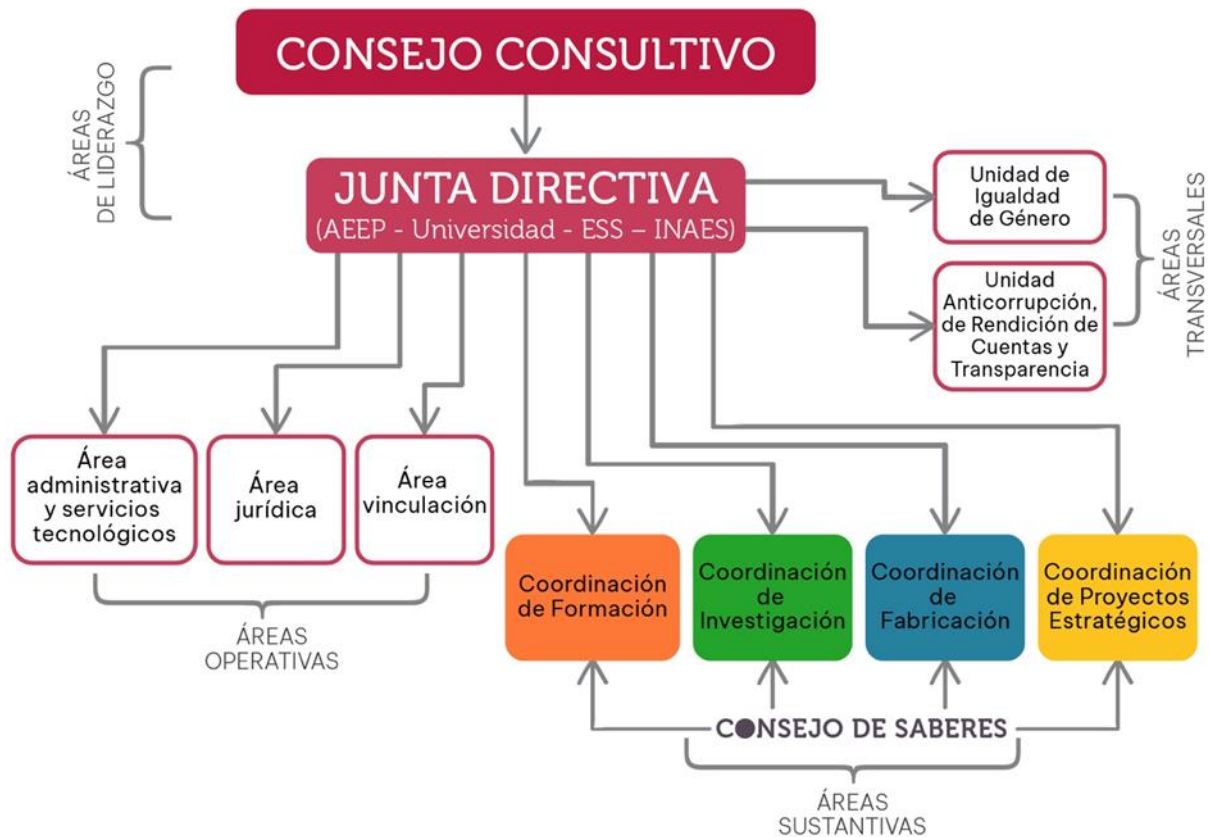 CONSEJO CONSULTIVO
ÁREAS
DE LIDERAZGO
JUNTA DIRECTIVA
(AEEP - Universidad - ESS – INAES)
Unidad de
Igualdad
de Género
Unidad
Anticorrupción,
de Rendición de
Cuentas y
Transparencia
ÁREAS
TRANSVERSALES
Área
administrativa
y servicios
tecnológicos
Área
jurídica
Área
vinculación
ÁREAS
OPERATIVAS
Coordinación
de Formación
Coordinación
de
Investigación
Coordinación
de
Fabricación
Coordinación
de Proyectos
Estratégicos
CONSEJO DE SABERES
ÁREAS
SUSTANTIVAS